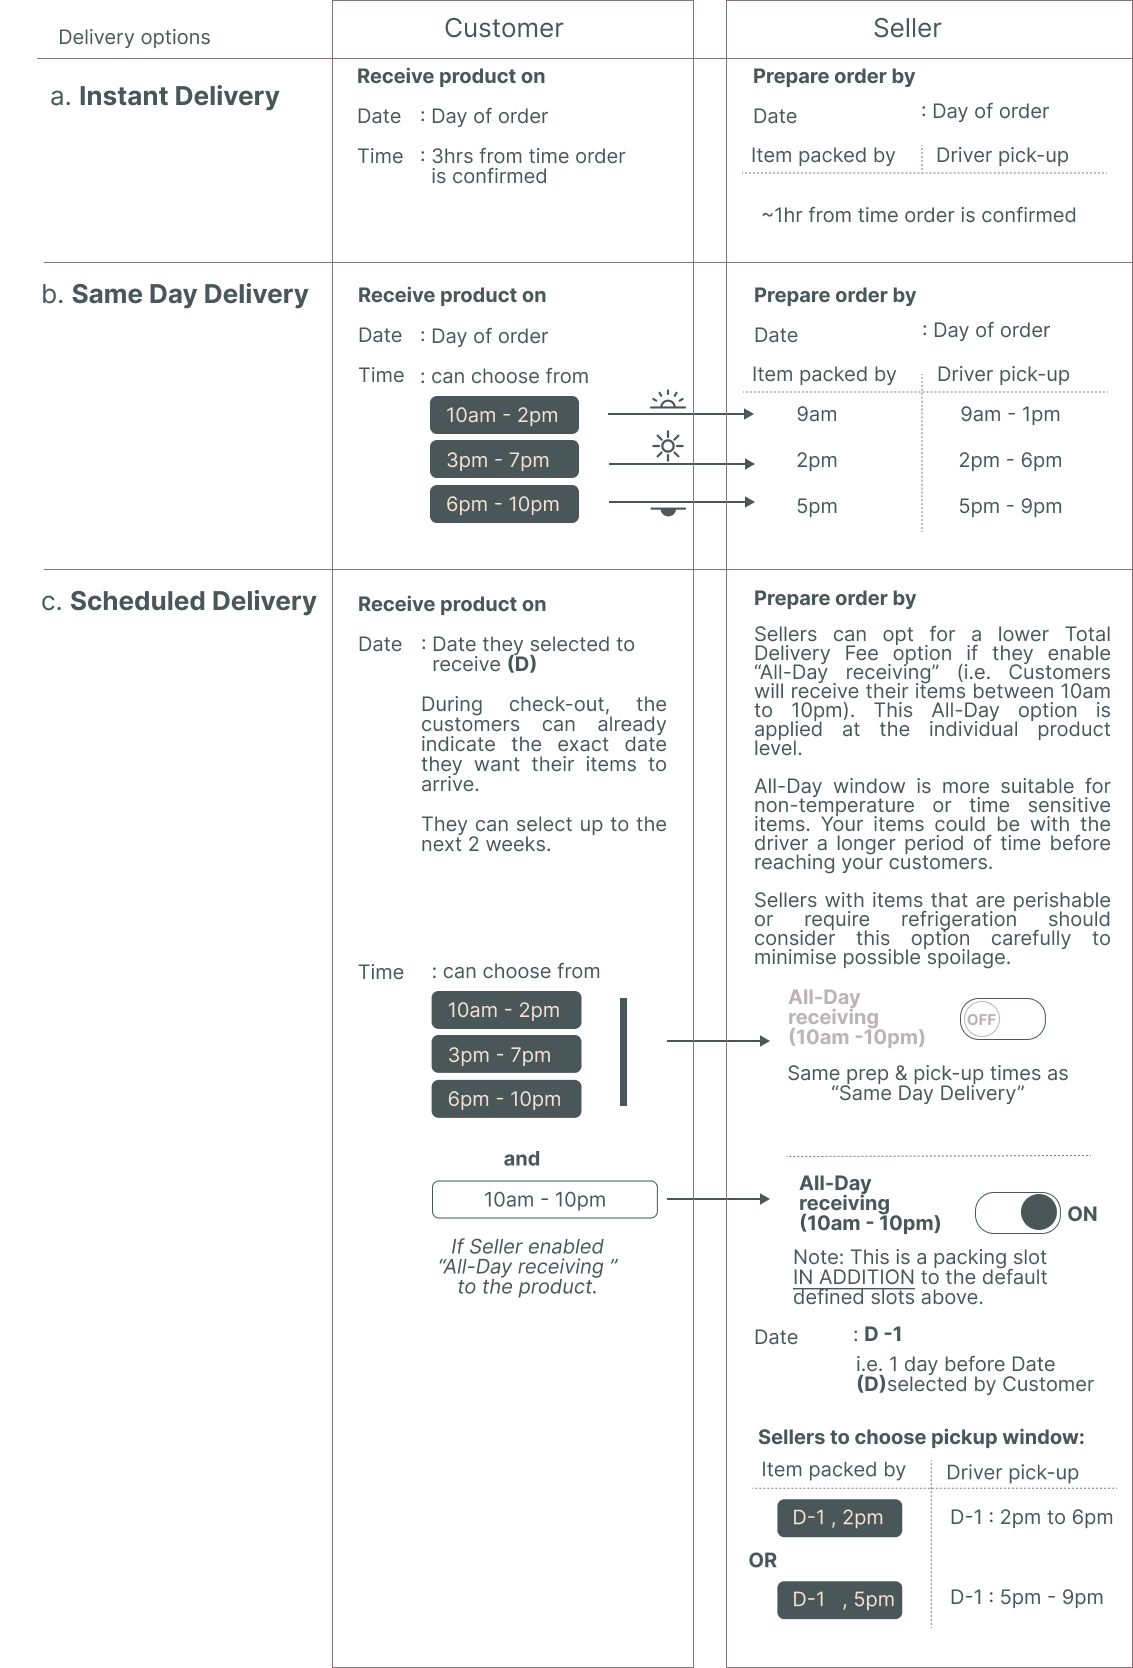 Delivery options
Customer
Seller
a. Instant Delivery
Receive product on
Date : Day of order
Time : 3hrs from time order
is confirmed
Prepare order by
Date : Day of order
Item packed by Driver pick-up
~1hr from time order is confirmed
b. Same Day Delivery
Receive product on
Date : Day of order
Time : can choose from
10am - 2pm
3pm - 7pm
6pm - 10pm
Prepare order by
Date : Day of order
Item packed by Driver pick-up
9am 9am - 1pm
2pm 2pm - 6pm
5pm 5pm - 9pm
c. Scheduled Delivery
Receive product on
Date : Date they selected to
receive (D)
During check-out, the
customers can already
indicate the exact date
they want their items to
arrive.
They can select up to the
next 2 weeks.
Time : can choose from
10am - 2pm
3pm - 7pm
6pm - 10pm
and
10am - 10pm
If Seller enabled
“All-Day receiving ”
to the product.
Prepare order by
Sellers can opt for a lower Total
Delivery Fee option if they enable
“All-Day receiving” (i.e. Customers
will receive their items between 10am
to 10pm). This All-Day option is
applied at the individual product
level.
All-Day window is more suitable for
non-temperature or time sensitive
items. Your items could be with the
driver a longer period of time before
reaching your customers.
Sellers with items that are perishable
or require refrigeration should
consider this option carefully to
minimise possible spoilage.
All-Day
receiving
(10am -10pm)
OFF
Same prep & pick-up times as
“Same Day Delivery”
All-Day
receiving
(10am - 10pm)
ON
Note: This is a packing slot
IN ADDITION to the default
defined slots above.
Date : D -1
i.e. 1 day before Date
(D)selected by Customer
Sellers to choose pickup window:
Item packed by Driver pick-up
D-1 , 2pm D-1 : 2pm to 6pm
OR
D-1 , 5pm D-1 : 5pm - 9pm